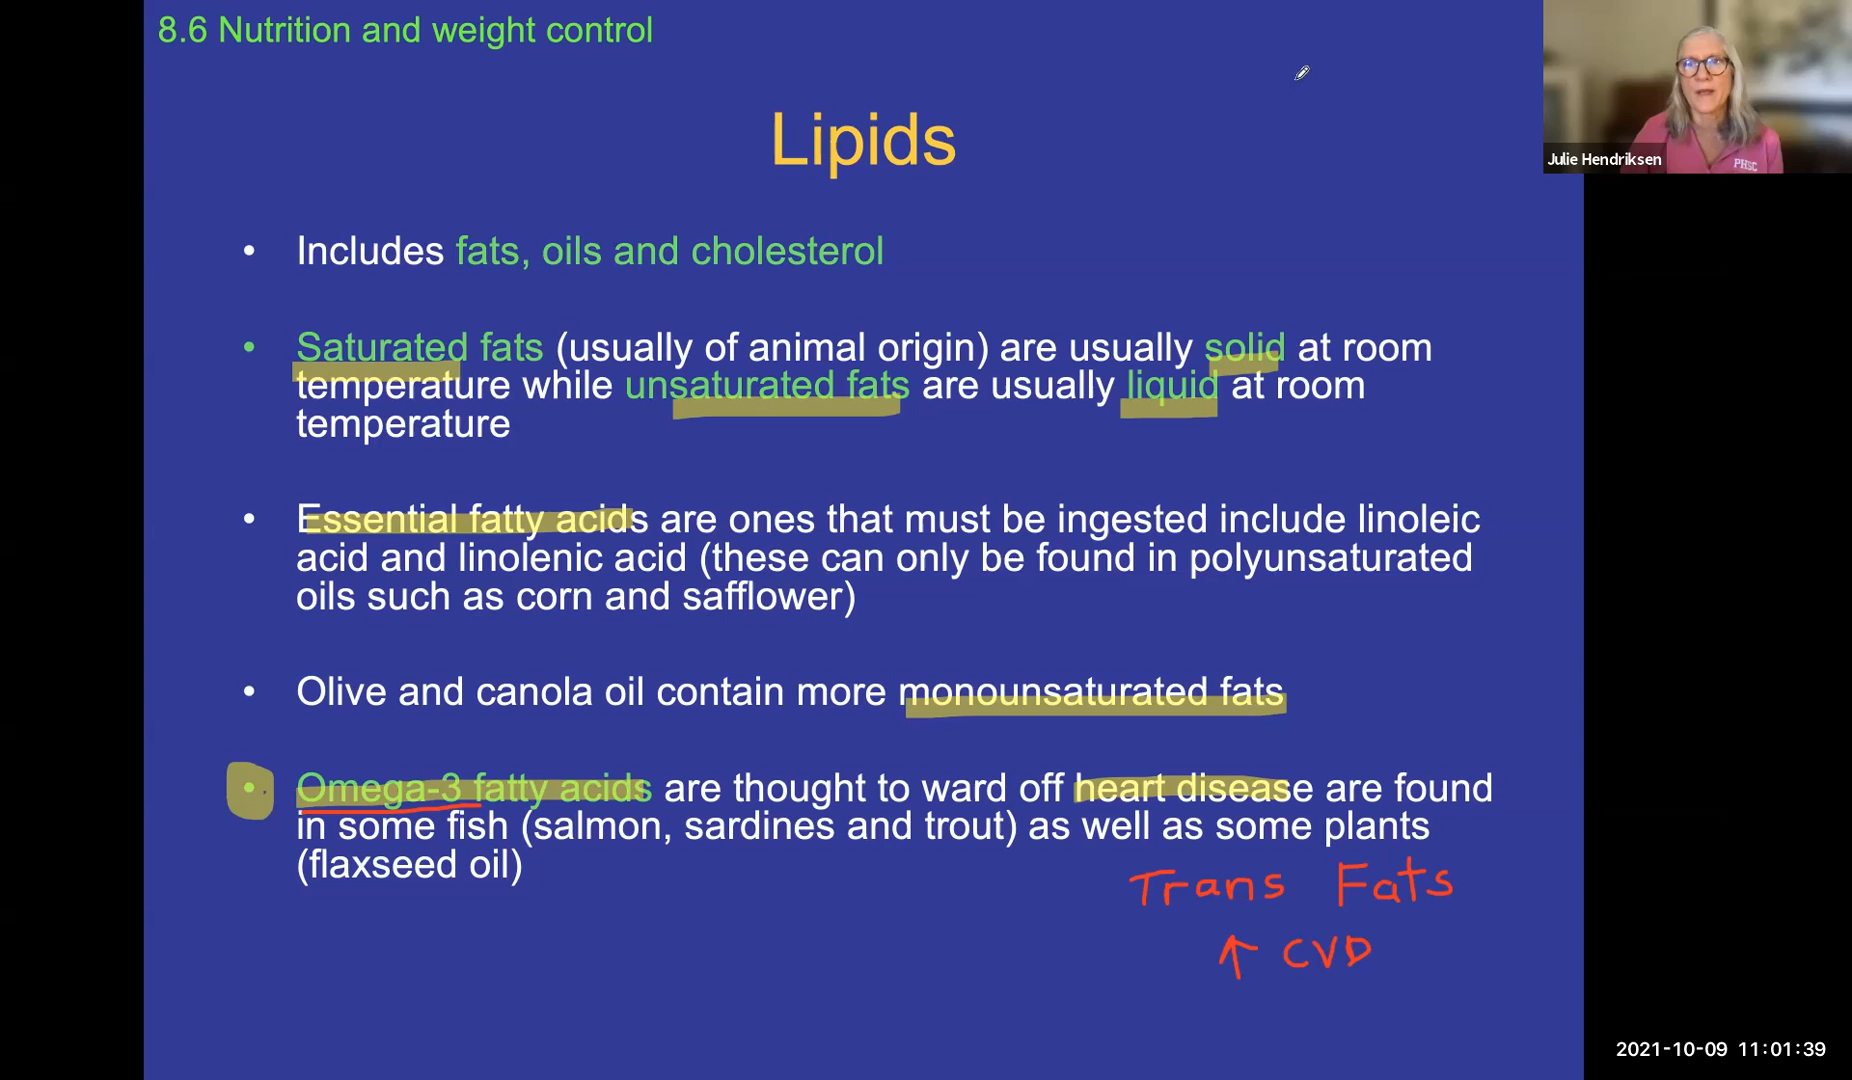 8.6 Nutrition and weight control
Lipids
• Includes fats, oils and cholesterol
• Saturated fats (usually of animal origin) are usually solid at room
temperature while unsaturated fats are usually liquid at room
temperature
• Essential fatty acids are ones that must be ingested include linoleic
acid and linolenic acid (these can only be found in polyunsaturated
oils such as corn and safflower)
• Olive and canola oil contain more monounsaturated fats
• Omega-3 fatty acids are thought to ward off heart disease are found
in some fish (salmon, sardines and trout) as well as some plants
(flaxseed oil)
Trans Fats
↑ CVD
PHSC
Julie Hendriksen
2021-10-09 11:01:39